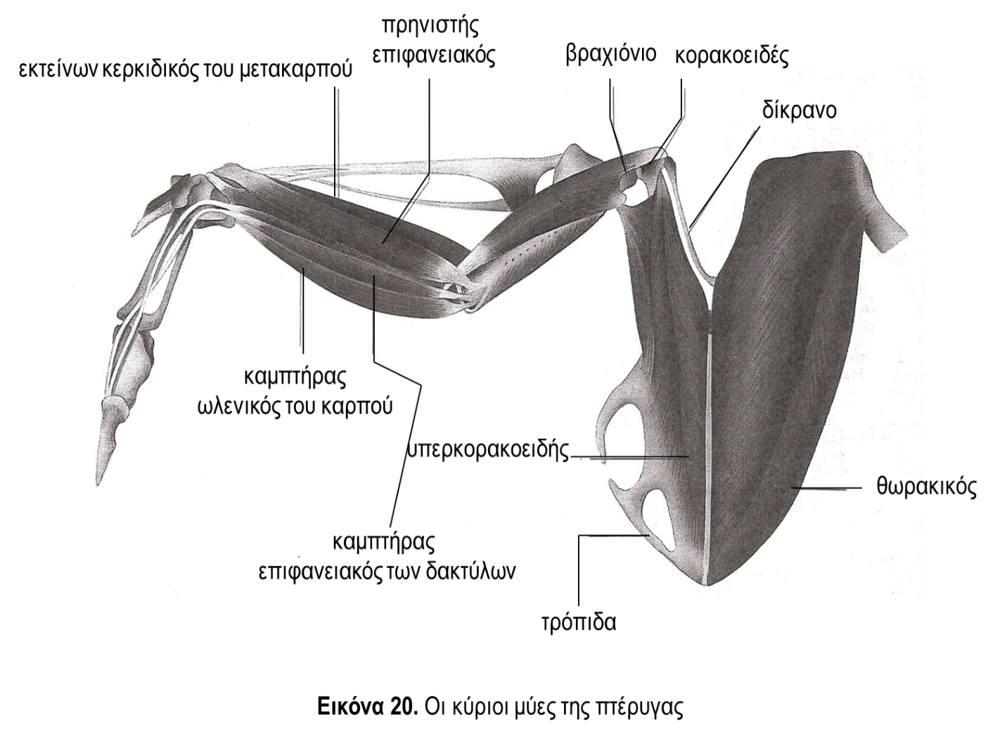 πρηνιστής
επιφανειακός
εκτείνων κερκιδικός του μετακαρπού
βραχιόνιο
κορακοειδές
δίκρανο
καμπτήρας
ωλενικός του καρπού
υπερκορακοειδής
θωρακικός
καμπτήρας
επιφανειακός των δακτύλων
τρόπιδα
Εικόνα 20. Οι κύριοι μύες της πτέρυγας